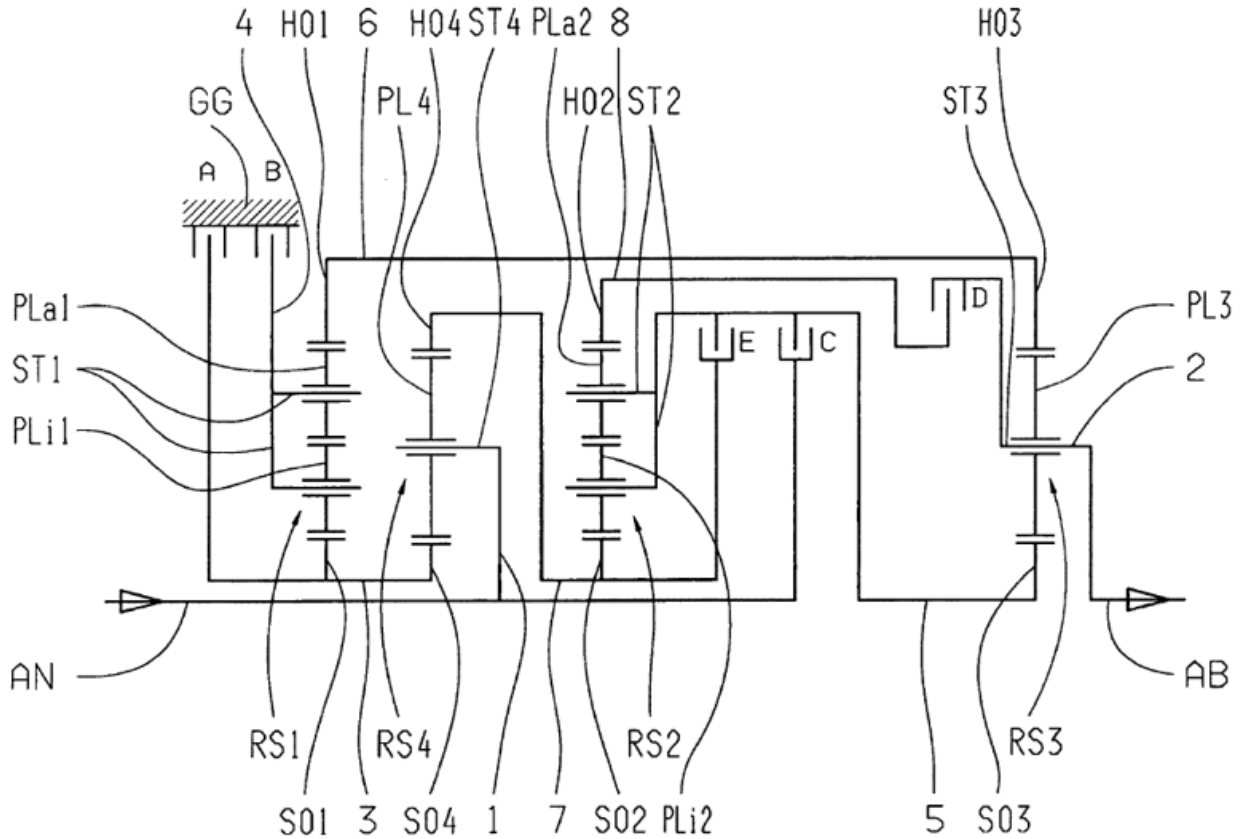 4 HO1 6 HO4 ST4 PLa2 8 HO3
GG PL4 HO2 ST2 ST3
A B
D
PLa1 PL3
E C
ST1 2
PLi1
AN AB
RS1 RS4 RS2 RS3
SO1 3 SO4 1 7 SO2 PLi2 5 SO3